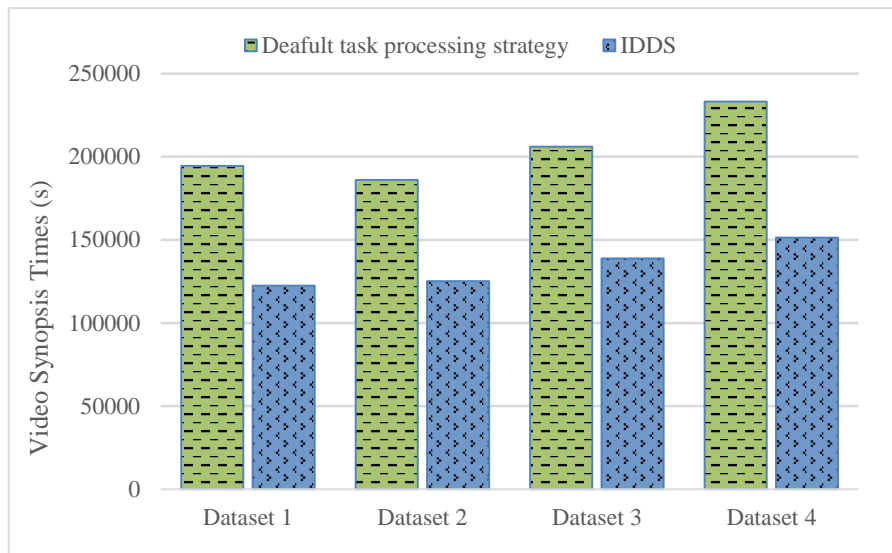 Deafult task processing strategy IDDS
250000
200000
150000
100000
50000
0
Video Synopsis Times (s)
Dataset 1 Dataset 2 Dataset 3 Dataset 4